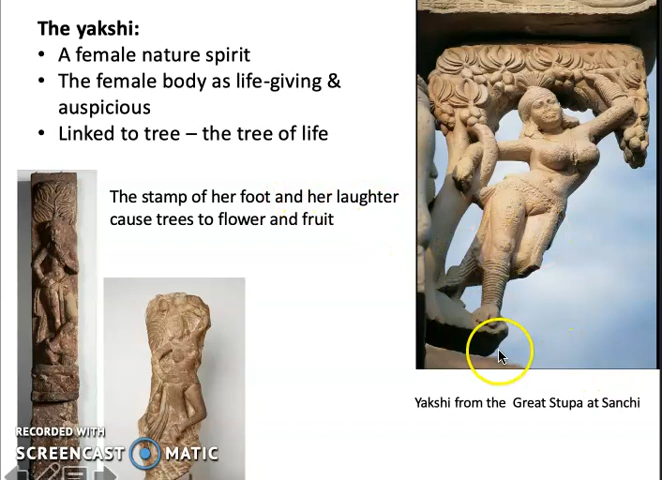 The yakshi:
• A female nature spirit
• The female body as life-giving &
auspicious
• Linked to tree – the tree of life
The stamp of her foot and her laughter
cause trees to flower and fruit
Yakshi from the Great Stupa at Sanchi
RECORDED WITH
SCREENCAST MATIC